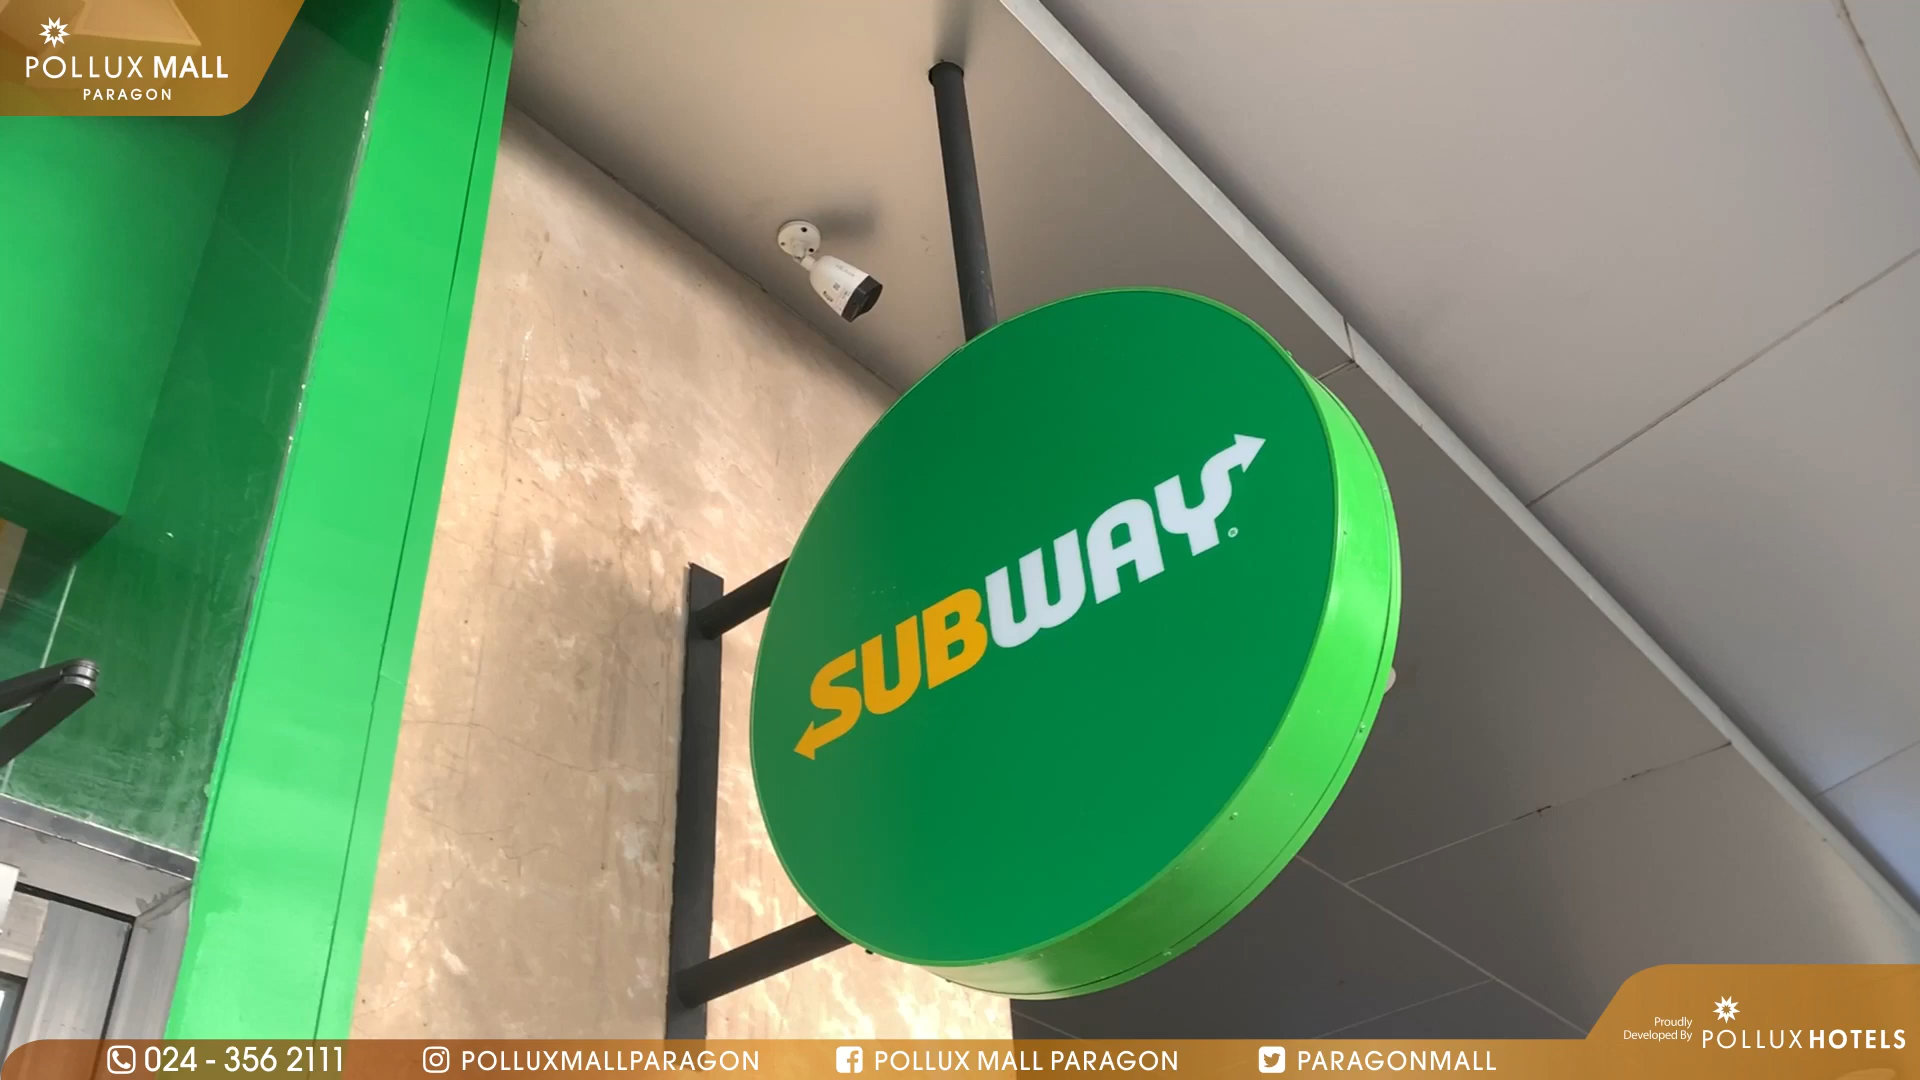 POLLUX MALL
PARAGON
SUBWAY
Proudly
Developed By
POLLUX HOTELS
024 - 356 2111
POLLUXMALLPARAGON
POLLUX MALL PARAGON
PARAGONMALL